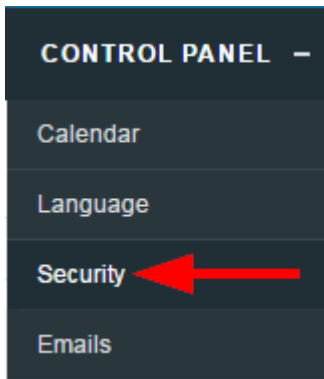 CONTROL PANEL –
Calendar
Language
Security
Emails